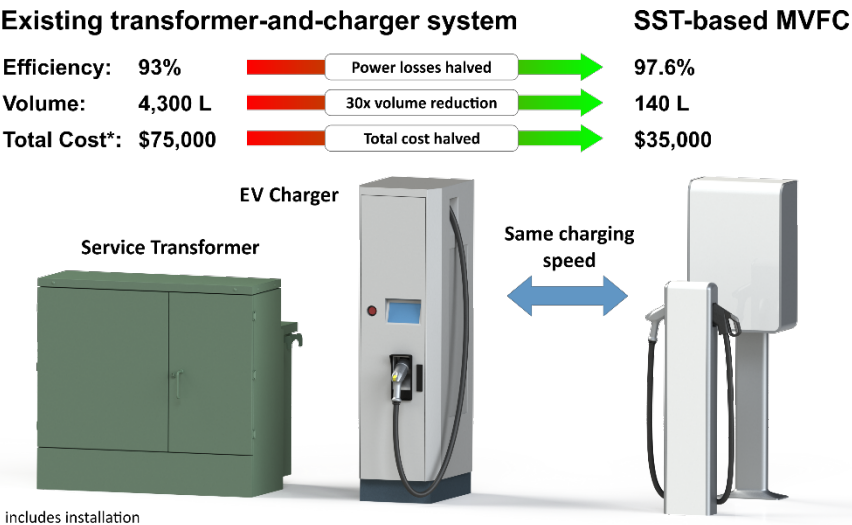 Existing transformer-and-charger system SST-based MVFC
Efficiency: 93% Power losses halved 97.6%
Volume: 4,300 L 30x volume reduction 140 L
Total Cost*: $75,000 Total cost halved $35,000
EV Charger
Service Transformer
Same charging
speed
includes installation